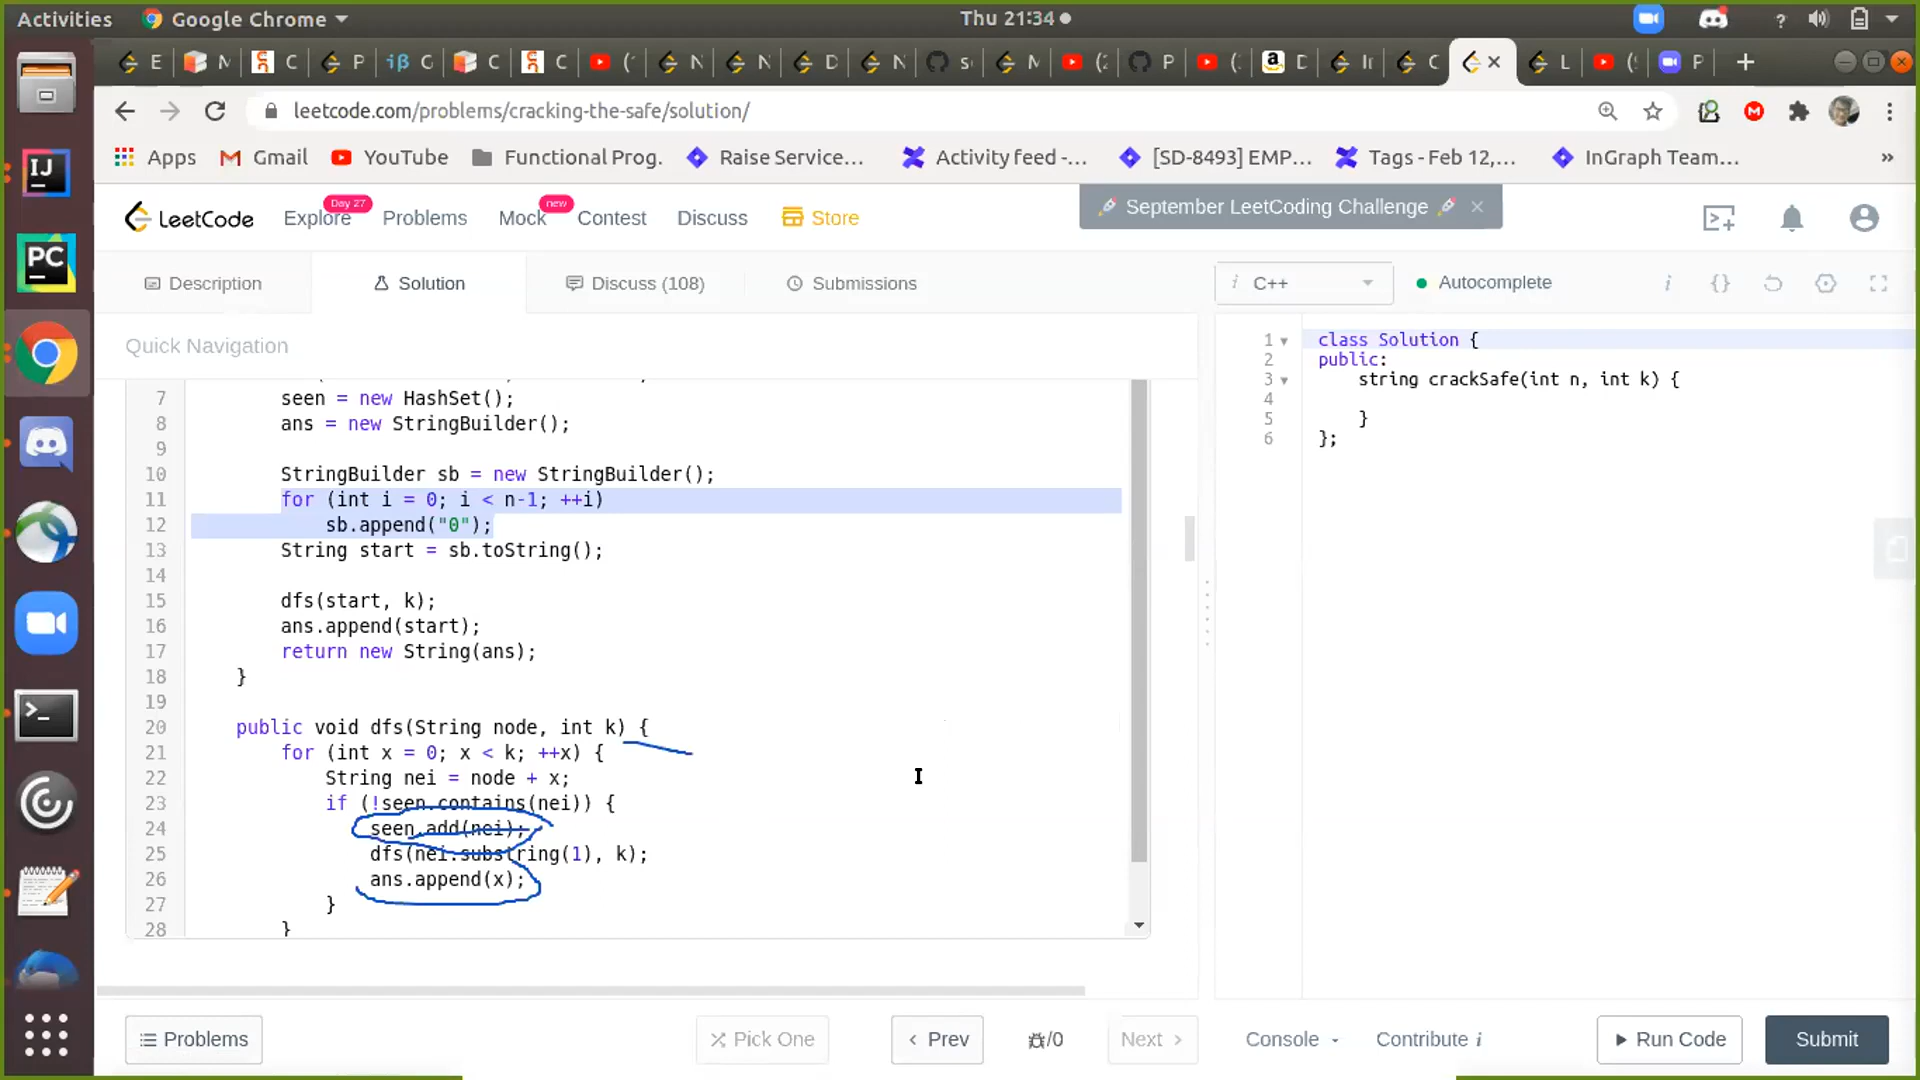 Activities
Google Chrome
Thu 21:34
E M C P C C C ( N N D N s M ( P ( D I C L ( P
leetcode.com/problems/cracking-the-safe/solution/
Apps Gmail YouTube Functional Prog. Raise Service... Activity feed -... [SD-8493] EMP... Tags - Feb 12,... InGraph Team... »
LeetCode Explore Day 27 Problems Mock new Contest Discuss Store
September LeetCoding Challenge
Description Solution Discuss (108) Submissions
i C++ Autocomplete
Quick Navigation
7 seen = new HashSet();
8 ans = new StringBuilder();
9
10 StringBuilder sb = new StringBuilder();
11 for (int i = 0; i < n-1; ++i)
12 sb.append("0");
13 String start = sb.toString();
14
15 dfs(start, k);
16 ans.append(start);
17 return new String(ans);
18 }
19
20 public void dfs(String node, int k) {
21 for (int x = 0; x < k; ++x) {
22 String nei = node + x;
23 if (!seen.contains(nei)) {
24 seen.add(nei);
25 dfs(nei.substring(1), k);
26 ans.append(x);
27 }
28 }
1 class Solution {
2 public:
3 string crackSafe(int n, int k) {
4
5 }
6 };
Problems Pick One Prev /0 Next Console Contribute i Run Code Submit